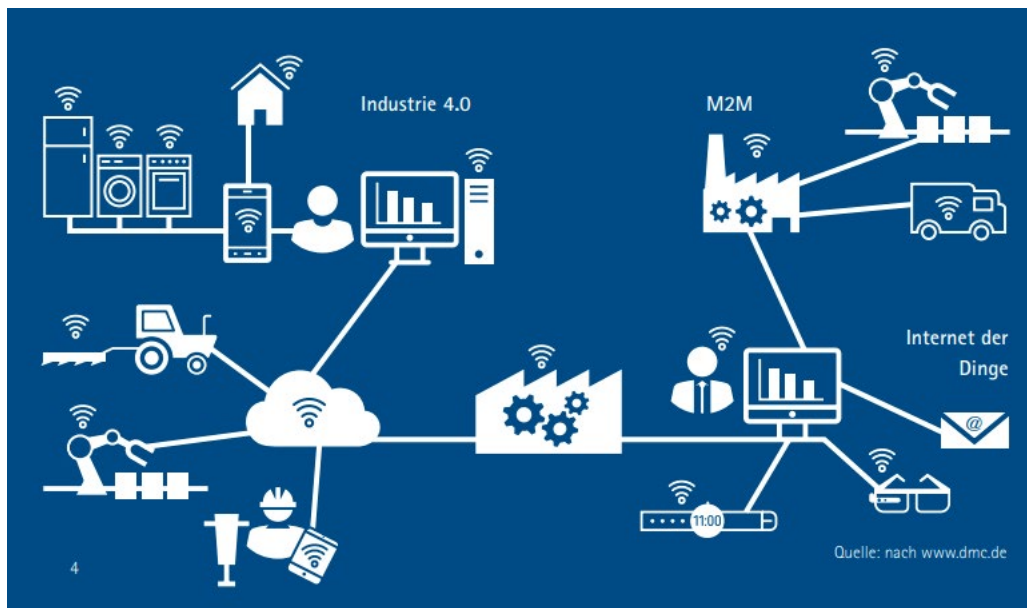 Industrie 4.0
M2M
Internet der
Dinge
@
11:00
Quelle: nach www.dmc.de
4